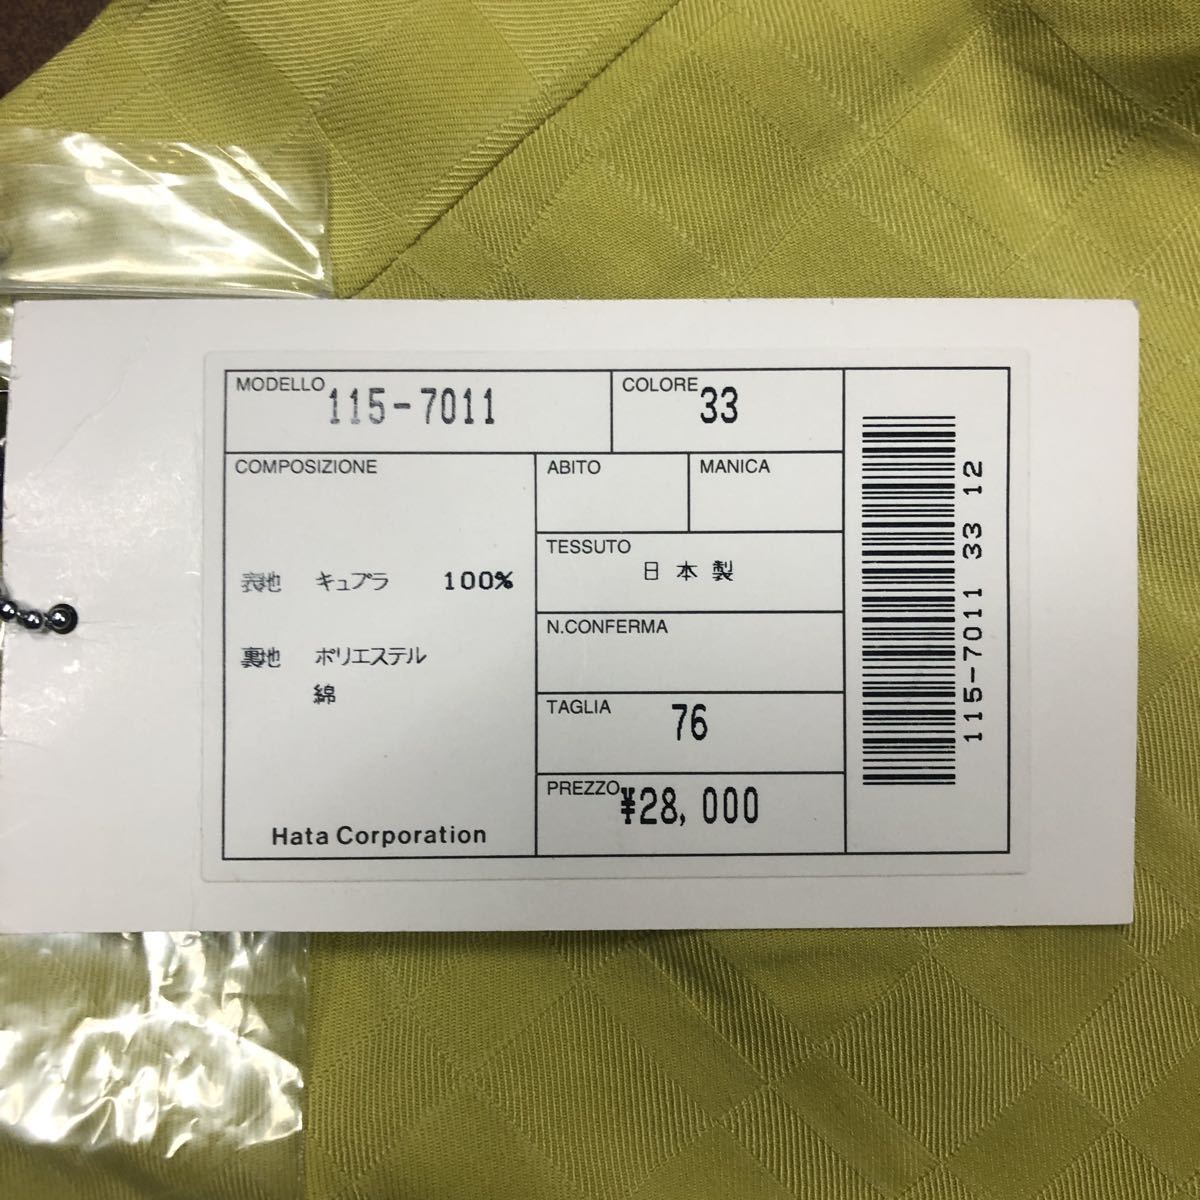 MODELLO 115-7011
COLORE 33
COMPOSIZIONE
表地 キュプラ 100%
裏地 ポリエステル
綿
Hata Corporation
ABITO
MANICA
TESSUTO
日本製
N.CONFERMA
TAGLIA 76
PREZZO ¥28,000
115-7011 33 12